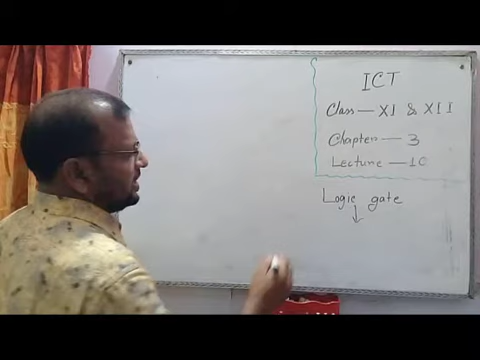 ICT
Class — XI & XII
Chapter — 3
Lecture — 10
Logic gate
↓